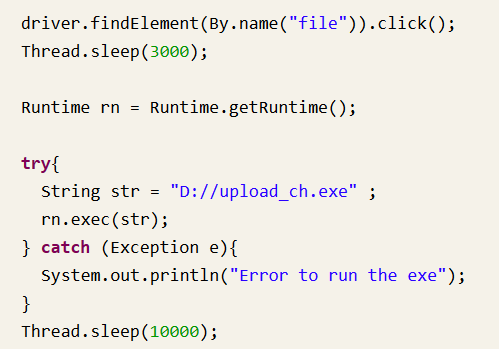 driver.findElement(By.name("file")).click();
Thread.sleep(3000);
Runtime rn = Runtime.getRuntime();
try{
String str = "D://upload_ch.exe" ;
rn.exec(str);
} catch (Exception e){
System.out.println("Error to run the exe");
}
Thread.sleep(10000);